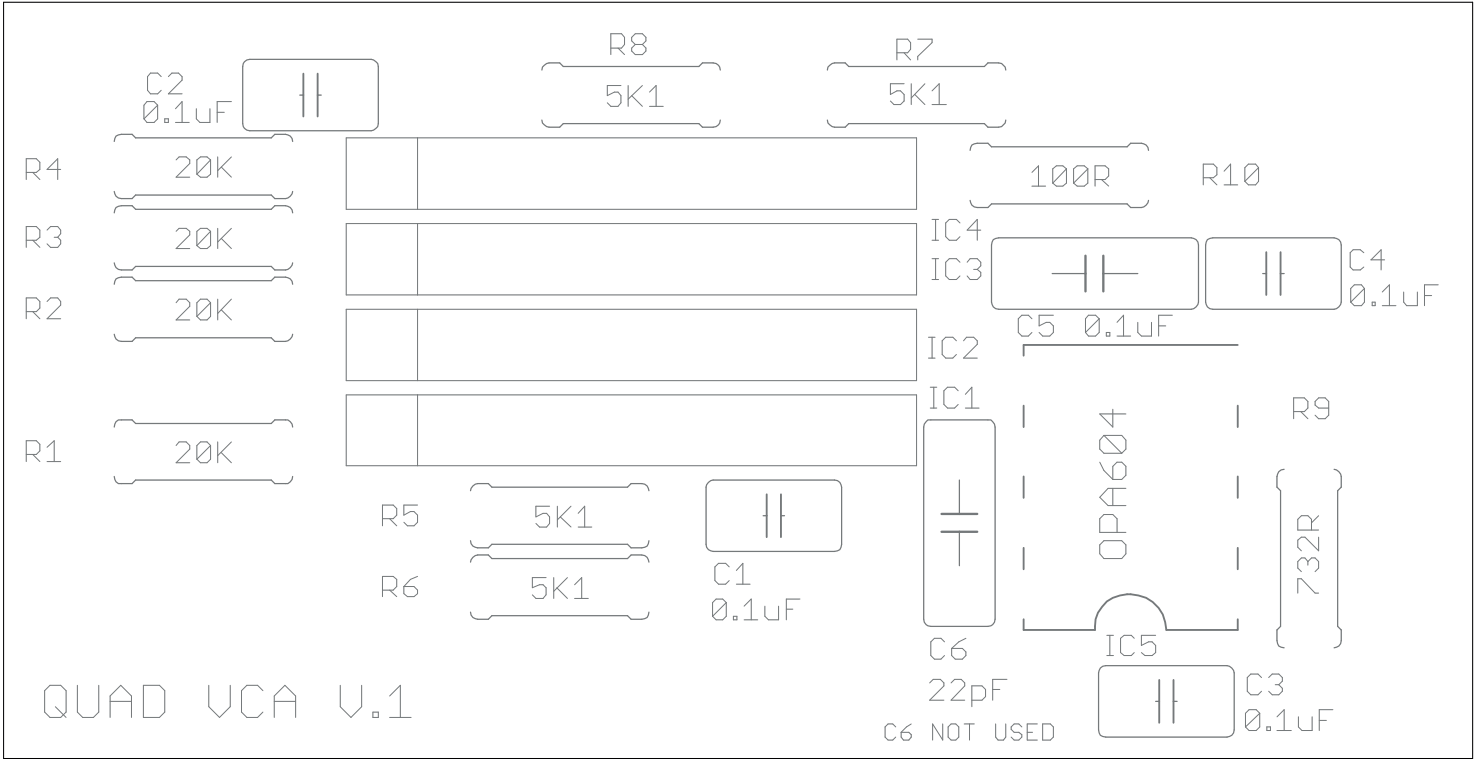 R8
R7
C2
0.1uF
5K1
5K1
R4
20K
100R
R10
R3
20K
IC4
IC3
C4
0.1uF
R2
20K
C5 0.1uF
IC2
IC1
R9
R1
20K
OPA604
R5
5K1
732R
C1
0.1uF
R6
5K1
IC5
C6
22pF
C3
0.1uF
QUAD VCA V.1
C6 NOT USED